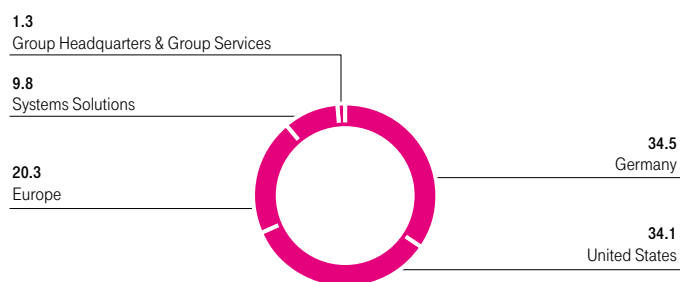 1.3
Group Headquarters & Group Services
9.8
Systems Solutions
20.3
Europe
34.5
Germany
34.1
United States